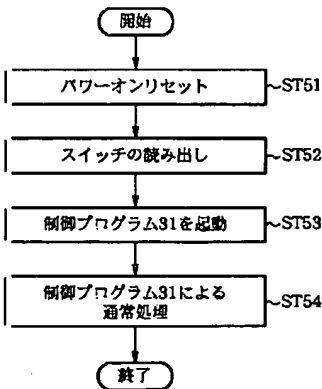 開始
パワーオンリセット ST51
スイッチの読み出し ST52
制御プログラム31を起動 ST53
制御プログラム31による
通常処理 ST54
終了